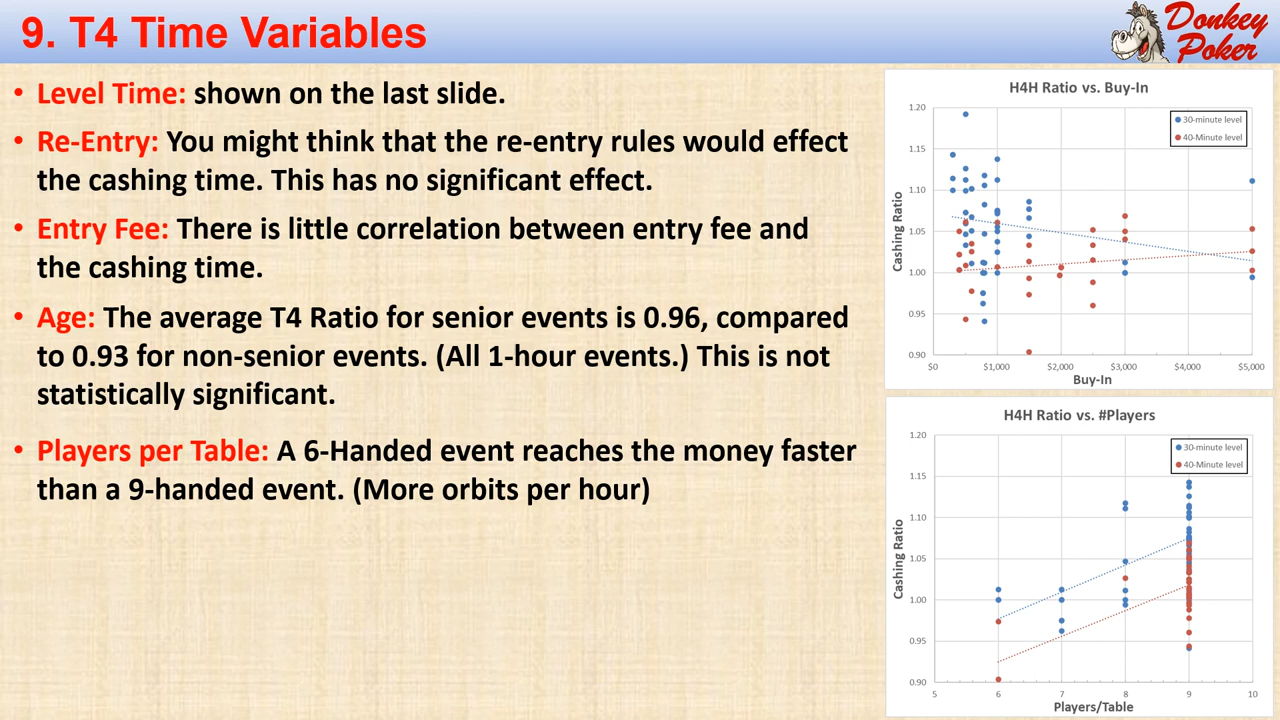 9. T4 Time Variables
Donkey
Poker
• Level Time: shown on the last slide.
• Re-Entry: You might think that the re-entry rules would effect
the cashing time. This has no significant effect.
• Entry Fee: There is little correlation between entry fee and
the cashing time.
• Age: The average T4 Ratio for senior events is 0.96, compared
to 0.93 for non-senior events. (All 1-hour events.) This is not
statistically significant.
• Players per Table: A 6-Handed event reaches the money faster
than a 9-handed event. (More orbits per hour)
H4H Ratio vs. Buy-In
1.20
1.15
1.10
1.05
1.00
0.95
0.90
Cashing Ratio
30-minute level
40-Minute level
$0 $1,000 $2,000 $3,000 $4,000 $5,000
Buy-In
H4H Ratio vs. #Players
1.20
1.15
1.10
1.05
1.00
0.95
0.90
Cashing Ratio
30-minute level
40-Minute level
5 6 7 8 9 10
Players/Table